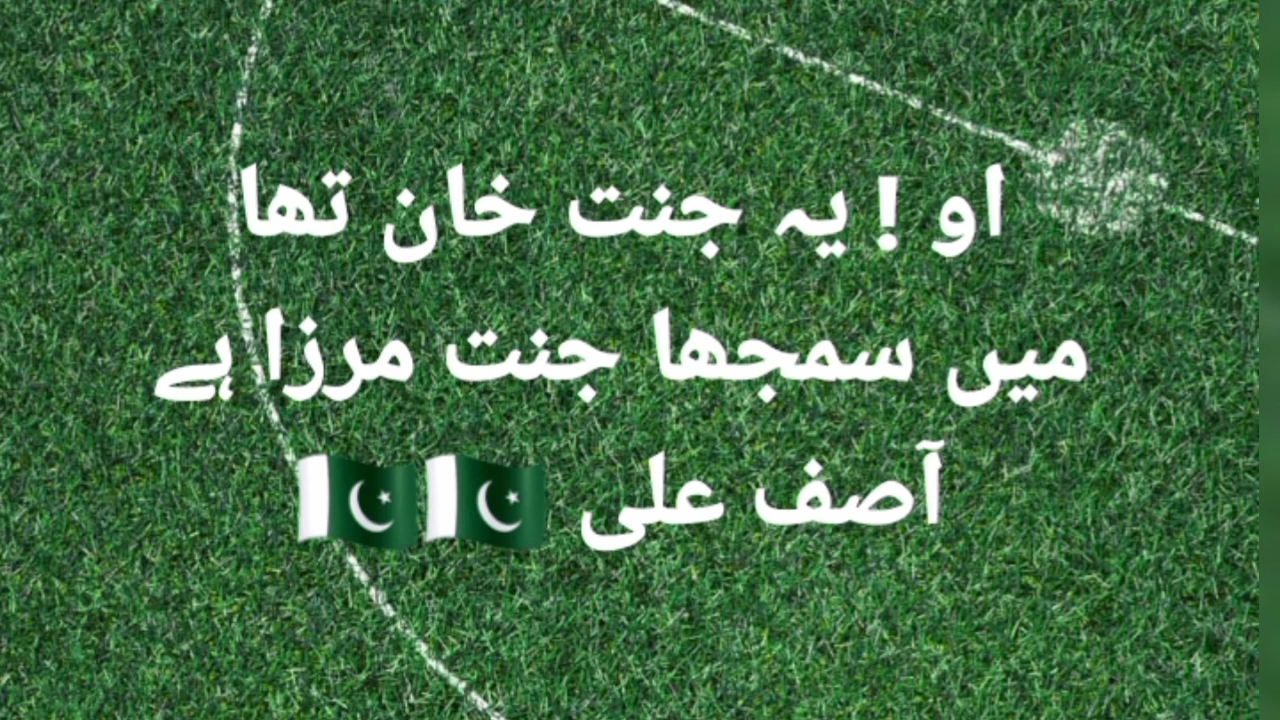 او ! یہ جنت خان تھا
میں سمجھا جنت مرزا ہے
آصف علی 🇵🇰🇵🇰